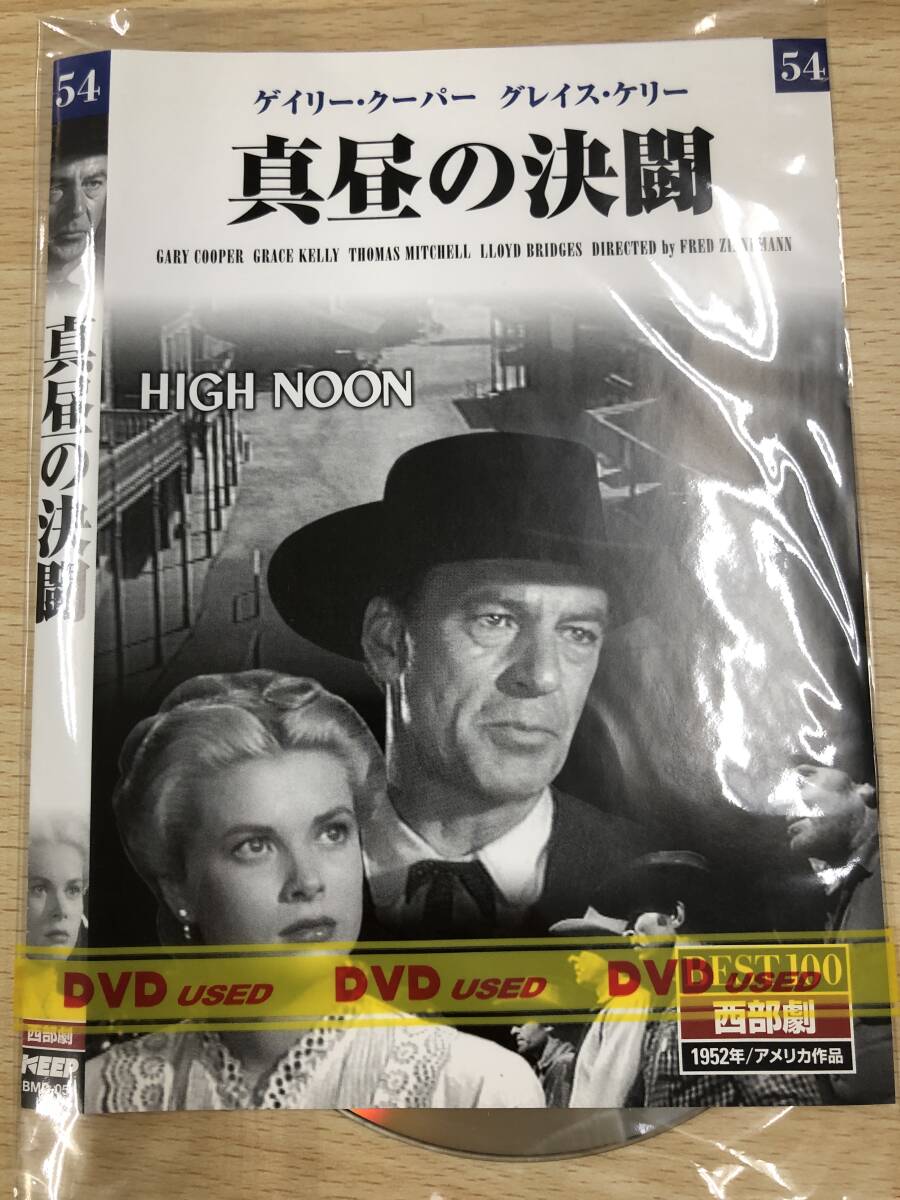 54
真昼の決闘
西部劇
KEEP
54
ゲイリー・クーパー グレイス・ケリー
真昼の決闘
GARY COOPER GRACE KELLY THOMAS MITCHELL LLOYD BRIDGES DIRECTED by FRED
HIGH NOON
DVD USED DVD USED DVD USED
BEST 100
西部劇
1952年/アメリカ作品